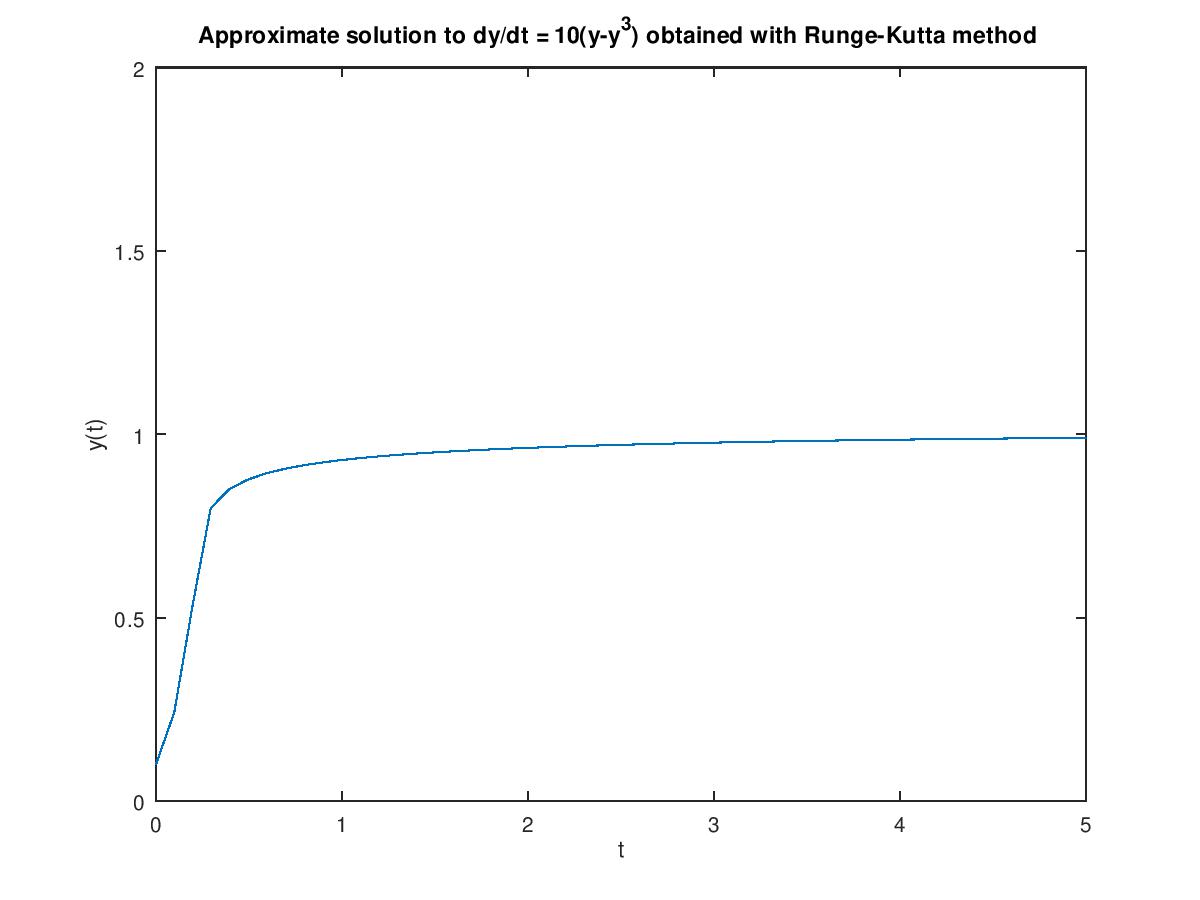 Approximate solution to dy/dt = 10(y-y³) obtained with Runge-Kutta method
2
1.5
1
0.5
0
y(t)
0 1 2 3 4 5
t